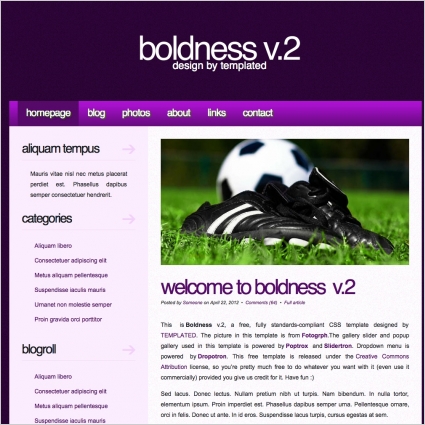 boldness v.2
design by templated
homepage blog photos about links contact
aliquam tempus
Mauris vitae nisl nec metus placerat
perdiet est. Phasellus dapibus
semper consectetuer hendrerit.
categories
Aliquam libero
Consectetuer adipiscing elit
Metus aliquam pellentesque
Suspendisse iaculis mauris
Urnanet non molestie semper
Proin gravida orci porttitor
blogroll
Aliquam libero
Consectetuer adipiscing elit
Metus aliquam pellentesque
Suspendisse iaculis mauris
welcome to boldness v.2
Posted by Someone on April 22, 2012 • Comments (64) • Full article
This is Boldness v.2, a free, fully standards-compliant CSS template designed by
TEMPLATED. The picture in this template is from Fotogrph.The gallery slider and popup
gallery used in this template is powered by Poptrox and Slidertron. Dropdown menu is
powered by Dropotron. This free template is released under the Creative Commons
Attribution license, so you're pretty much free to do whatever you want with it (even use it
commercially) provided you give us credit for it. Have fun :)
Sed lacus. Donec lectus. Nullam pretium nibh ut turpis. Nam bibendum. In nulla tortor,
elementum ipsum. Proin imperdiet est. Phasellus dapibus semper urna. Pellentesque ornare,
orci in felis. Donec ut ante. In id eros. Suspendisse lacus turpis, cursus egestas at sem.